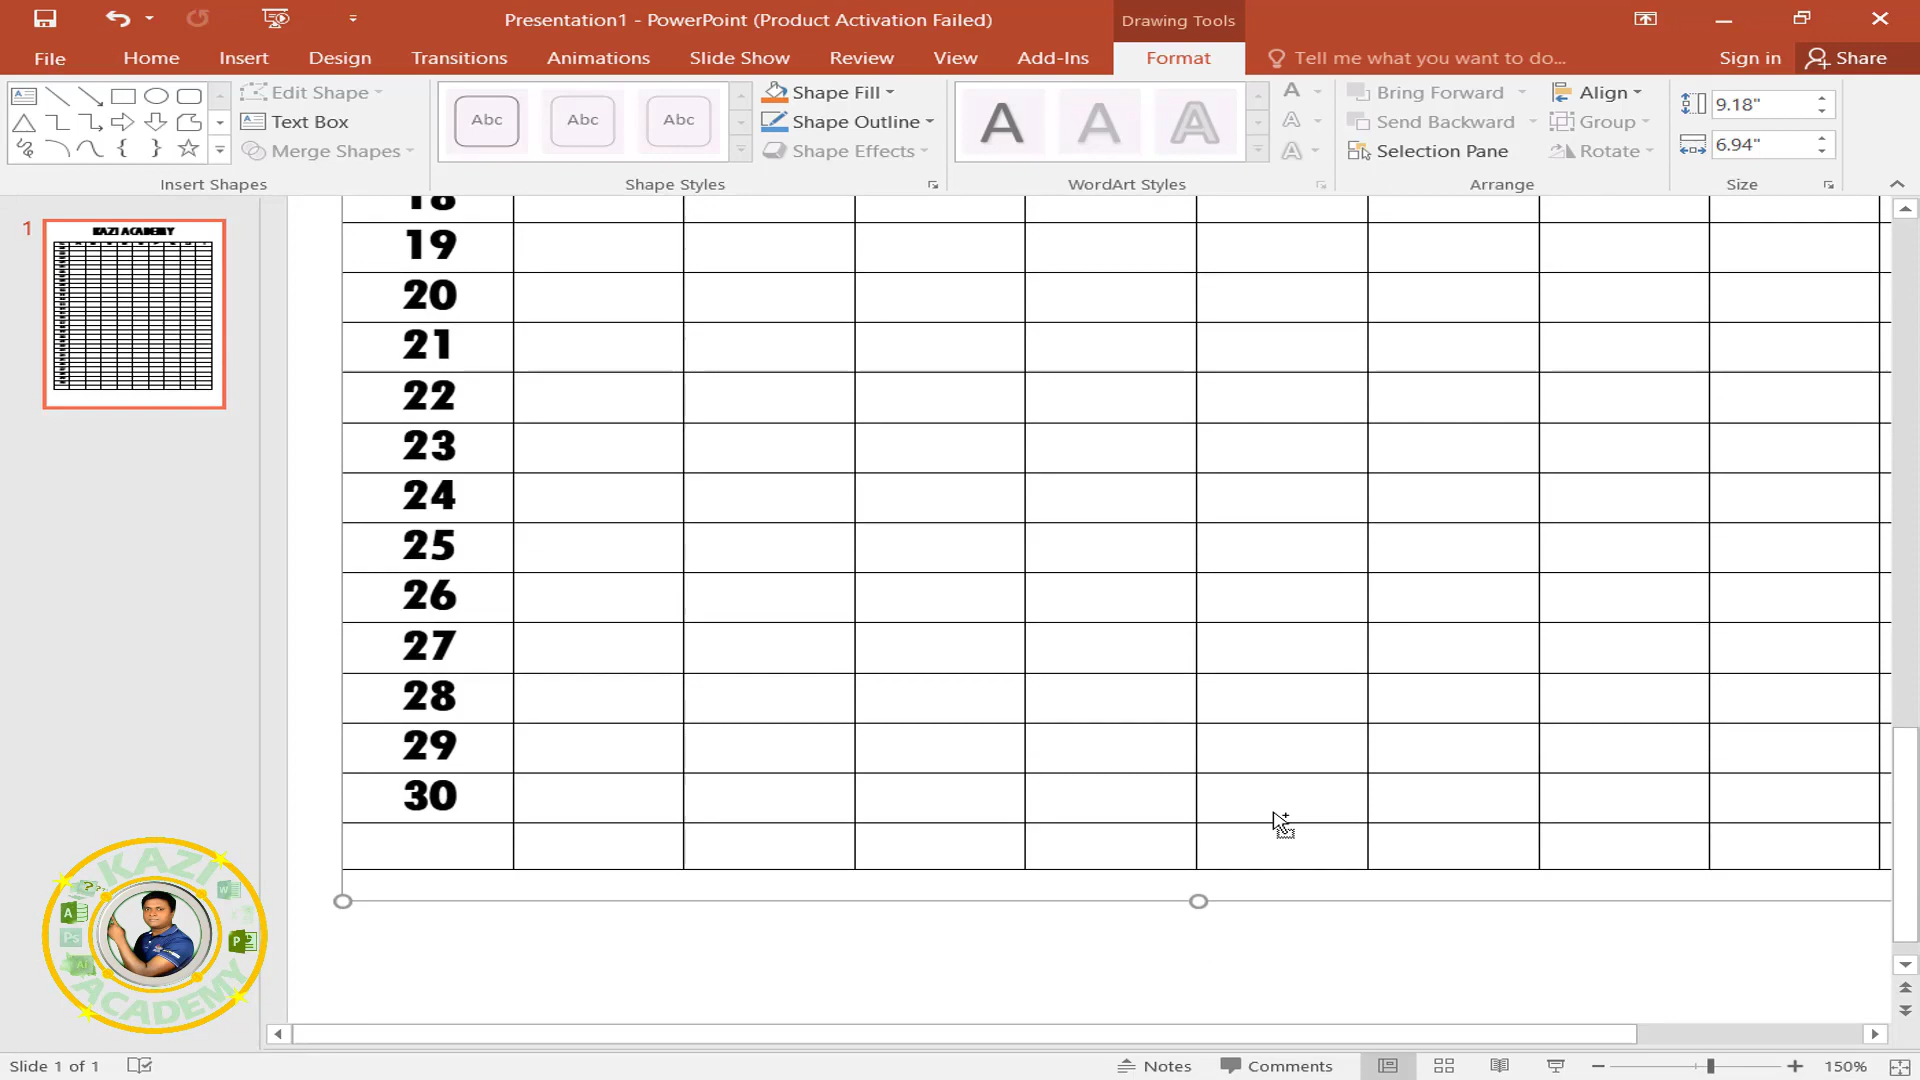 Presentation1 - PowerPoint (Product Activation Failed)
Drawing Tools
File Home Insert Design Transitions Animations Slide Show Review View Add-Ins Format Tell me what you want to do... Sign in Share
Edit Shape
Text Box
Merge Shapes
Insert Shapes
Abc Abc Abc
Shape Fill
Shape Outline
Shape Effects
Shape Styles
A A A
A
A
A
WordArt Styles
Bring Forward
Send Backward
Selection Pane
Align
Group
Rotate
Arrange
9.18"
6.94"
Size
1
KAZI ACADEMY
18
19
20
21
22
23
24
25
26
27
28
29
30
KAZI
ACADEMY
A
Ps
Ai
W
P
Slide 1 of 1
Notes
Comments
150%